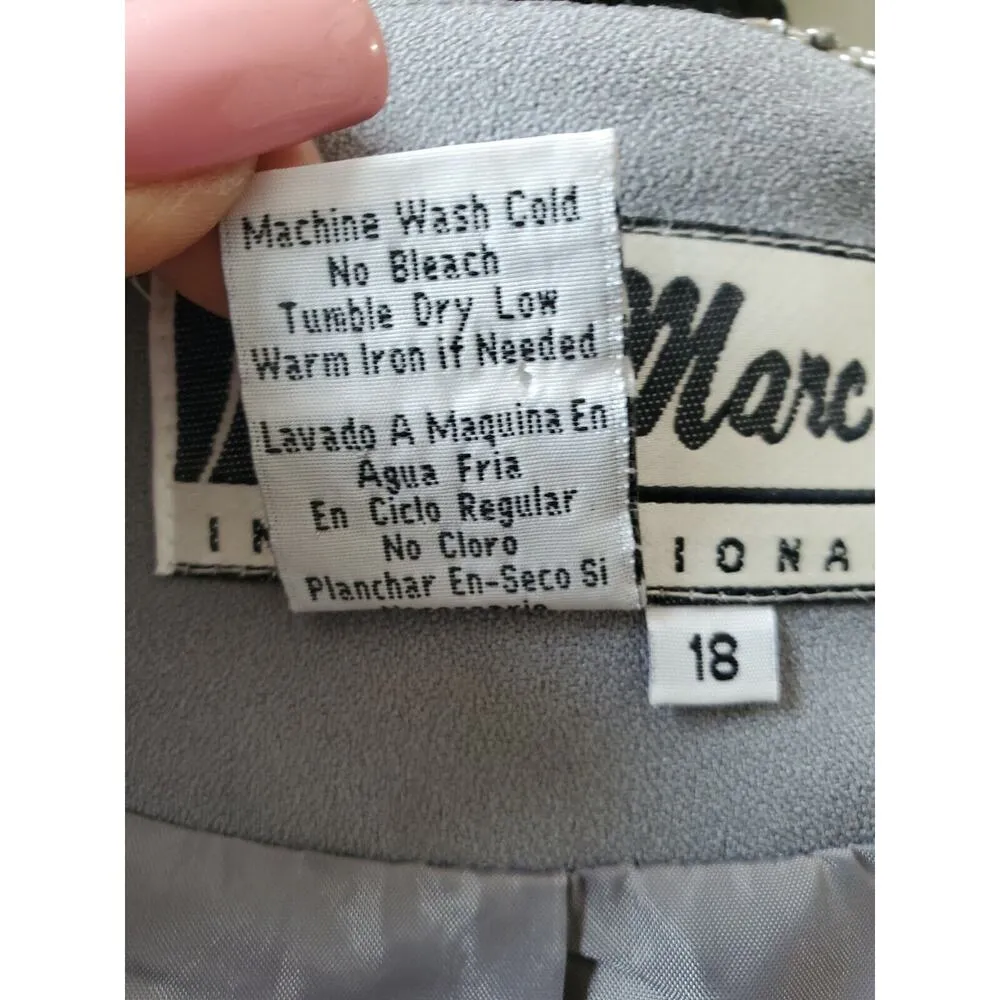 Machine Wash Cold
No Bleach
Tumble Dry Low
Warm Iron if Needed
Lavado A Maquina En
Agua Fria
En Ciclo Regular
No Cloro
Planchar En-Seco Si
Marc
I N IONA
18